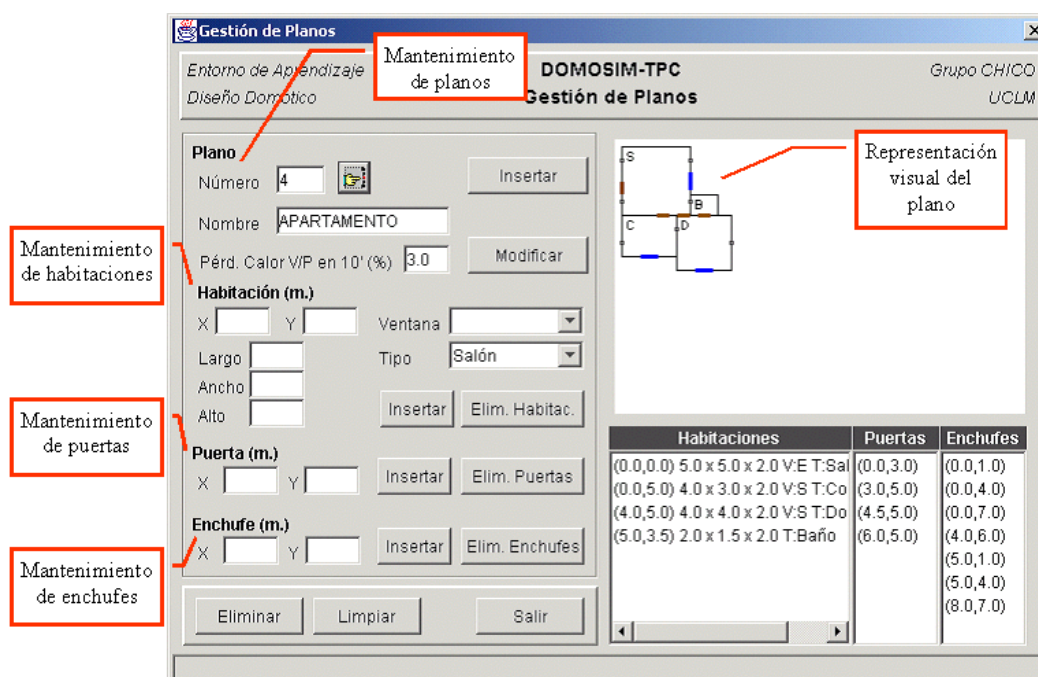 Gestión de Planos
Entorno de Aprendizaje
Diseño Domótico
DOMOSIM-TPC
Gestión de Planos
Grupo CHICO
UCLM
Mantenimiento
de planos
Plano
Número 4
Insertar
Nombre APARTAMENTO
Pérd. Calor V/P en 10' (%) 3.0
Modificar
Mantenimiento
de habitaciones
Habitación (m.)
X Y Ventana
Largo Tipo Salón
Ancho
Alto
Insertar Elim. Habitac.
Mantenimiento
de puertas
Puerta (m.)
X Y Insertar Elim. Puertas
Mantenimiento
de enchufes
Enchufe (m.)
X Y Insertar Elim. Enchufes
Eliminar Limpiar Salir
S
B
C D
Representación
visual del
plano
Habitaciones
(0.0,0.0) 5.0 x 5.0 x 2.0 V:E T:Sal
(0.0,5.0) 4.0 x 3.0 x 2.0 V:S T:Co
(4.0,5.0) 4.0 x 4.0 x 2.0 V:S T:Do
(5.0,3.5) 2.0 x 1.5 x 2.0 T:Baño
Puertas
(0.0,3.0)
(3.0,5.0)
(4.5,5.0)
(6.0,5.0)
Enchufes
(0.0,1.0)
(0.0,4.0)
(0.0,7.0)
(4.0,6.0)
(5.0,1.0)
(5.0,4.0)
(8.0,7.0)